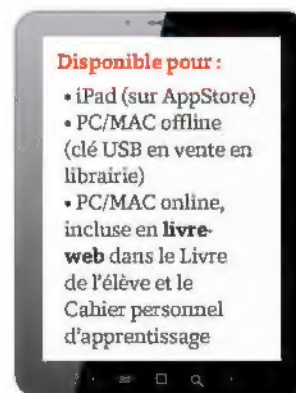 Disponible pour :
• iPad (sur AppStore)
• PC/MAC offline
(clé USB en vente en
librairie)
• PC/MAC online,
incluse en livre-
web dans le Livre
de l'élève et le
Cahier personnel
d'apprentissage